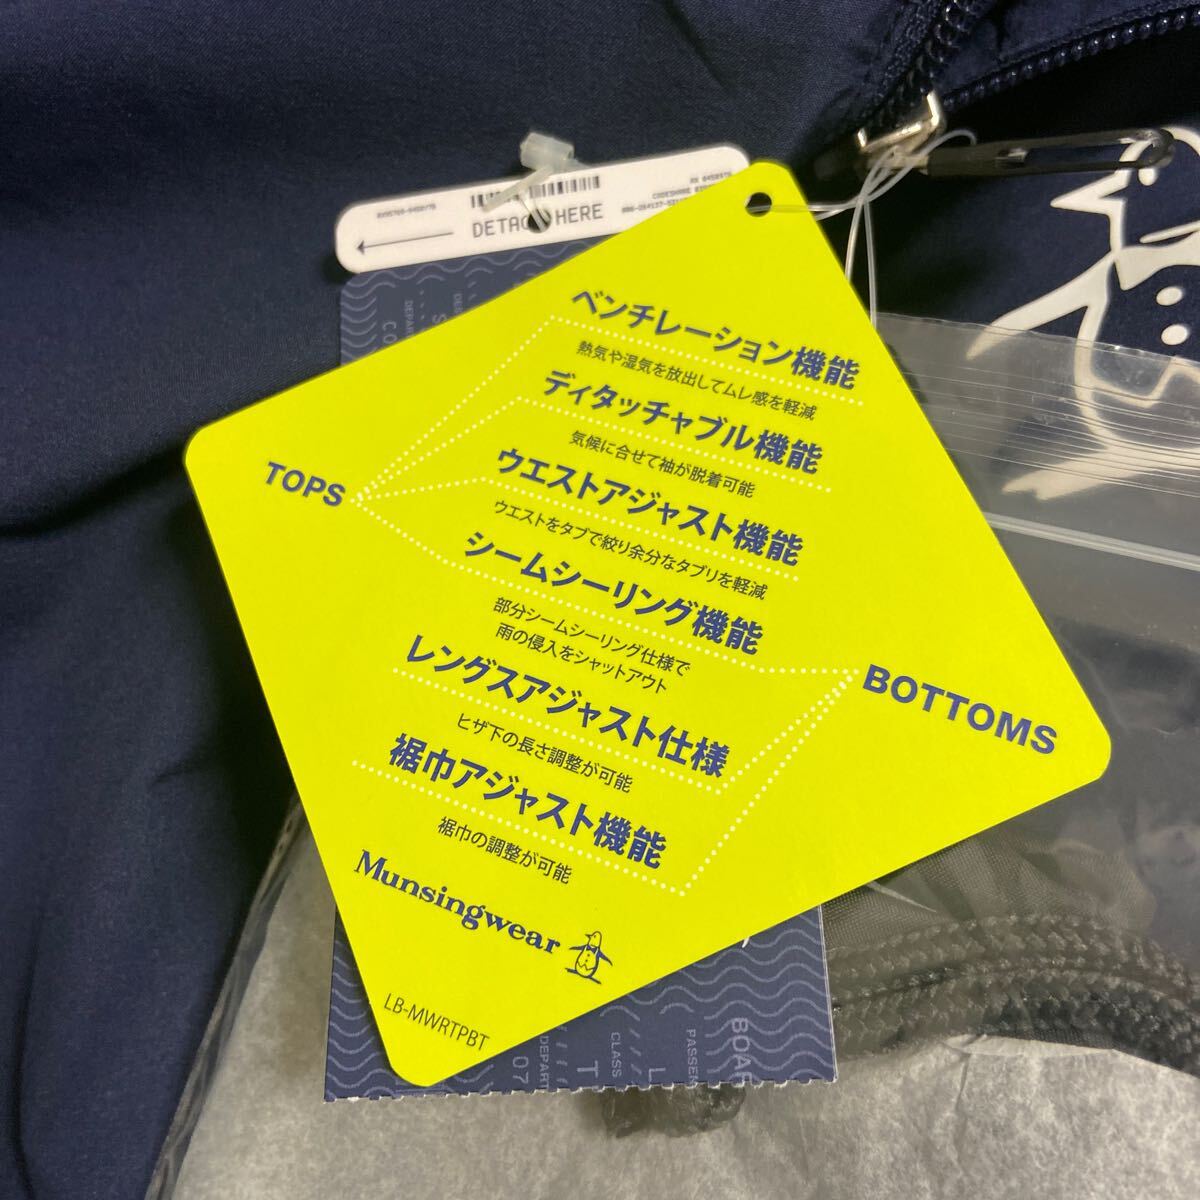 DETACH HERE
ベンチレーション機能
熱気や湿気を放出してムレ感を軽減
ディタッチャブル機能
気候に合せて袖が脱着可能
TOPS
ウエストアジャスト機能
ウエストをタブで絞り余分なタブリを軽減
シームシーリング機能
部分シームシーリング仕様で
雨の侵入をシャットアウト
BOTTOMS
レングスアジャスト仕様
ヒザ下の長さ調整が可能
裾巾アジャスト機能
裾巾の調整が可能
Munsingwear
LB-MWRTPBT
CLASS